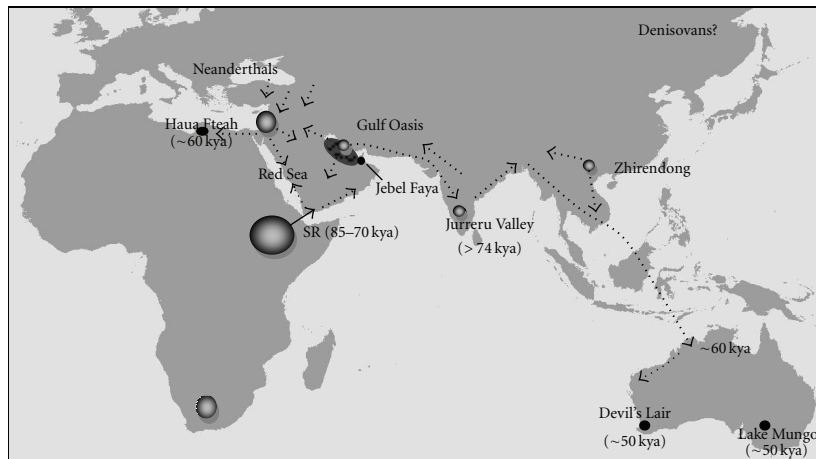 Denisovans?
Neanderthals
Haua Fteah
(~60 kya)
Gulf Oasis
Red Sea
Jebel Faya
Zhirendong
SR (85–70 kya)
Jurreru Valley
(> 74 kya)
~60 kya
Devil's Lair
(~50 kya)
Lake Mungo
(~50 kya)